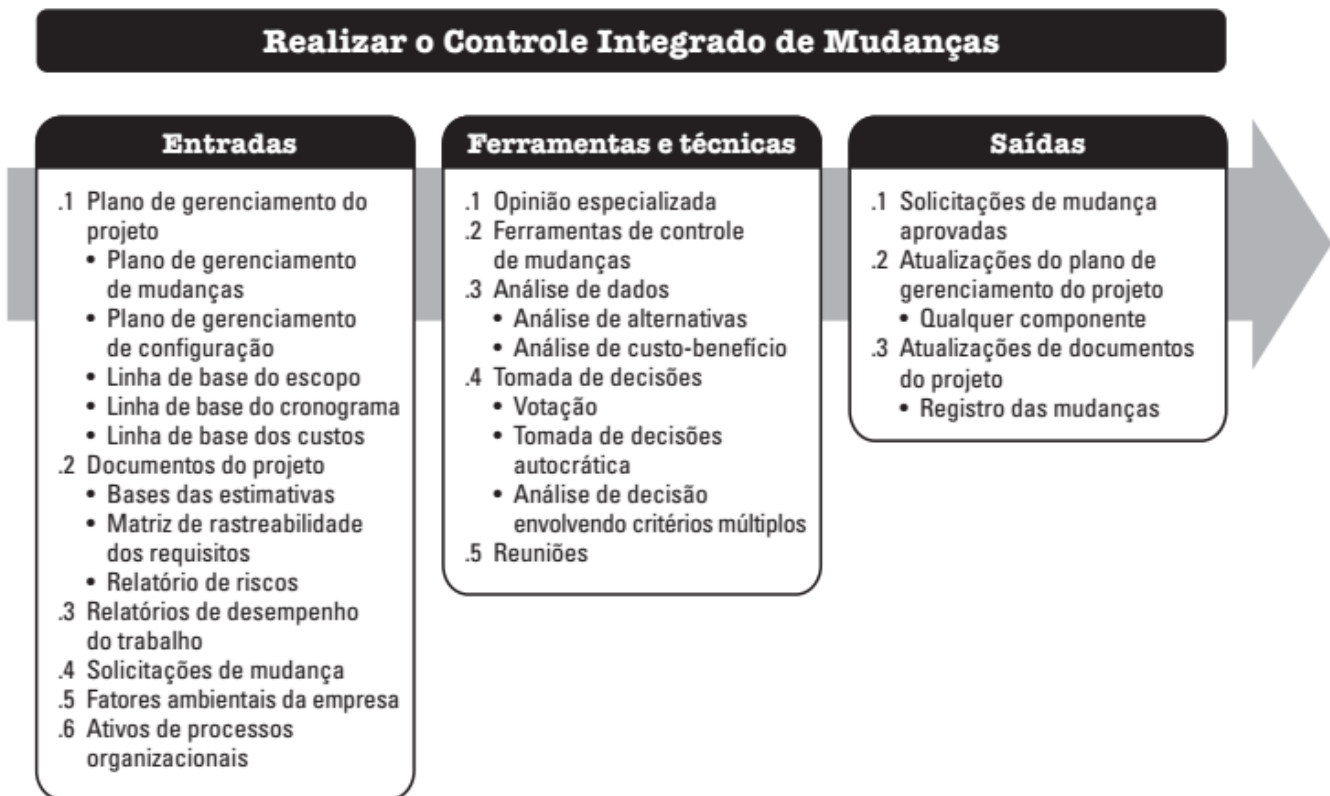 Realizar o Controle Integrado de Mudanças
Entradas
.1 Plano de gerenciamento do
projeto
• Plano de gerenciamento
de mudanças
• Plano de gerenciamento
de configuração
• Linha de base do escopo
• Linha de base do cronograma
• Linha de base dos custos
.2 Documentos do projeto
• Bases das estimativas
• Matriz de rastreabilidade
dos requisitos
• Relatório de riscos
.3 Relatórios de desempenho
do trabalho
.4 Solicitações de mudança
.5 Fatores ambientais da empresa
.6 Ativos de processos
organizacionais
Ferramentas e técnicas
.1 Opinião especializada
.2 Ferramentas de controle
de mudanças
.3 Análise de dados
• Análise de alternativas
• Análise de custo-benefício
.4 Tomada de decisões
• Votação
• Tomada de decisões
autocrática
• Análise de decisão
envolvendo critérios múltiplos
.5 Reuniões
Saídas
.1 Solicitações de mudança
aprovadas
.2 Atualizações do plano de
gerenciamento do projeto
• Qualquer componente
.3 Atualizações de documentos
do projeto
• Registro das mudanças